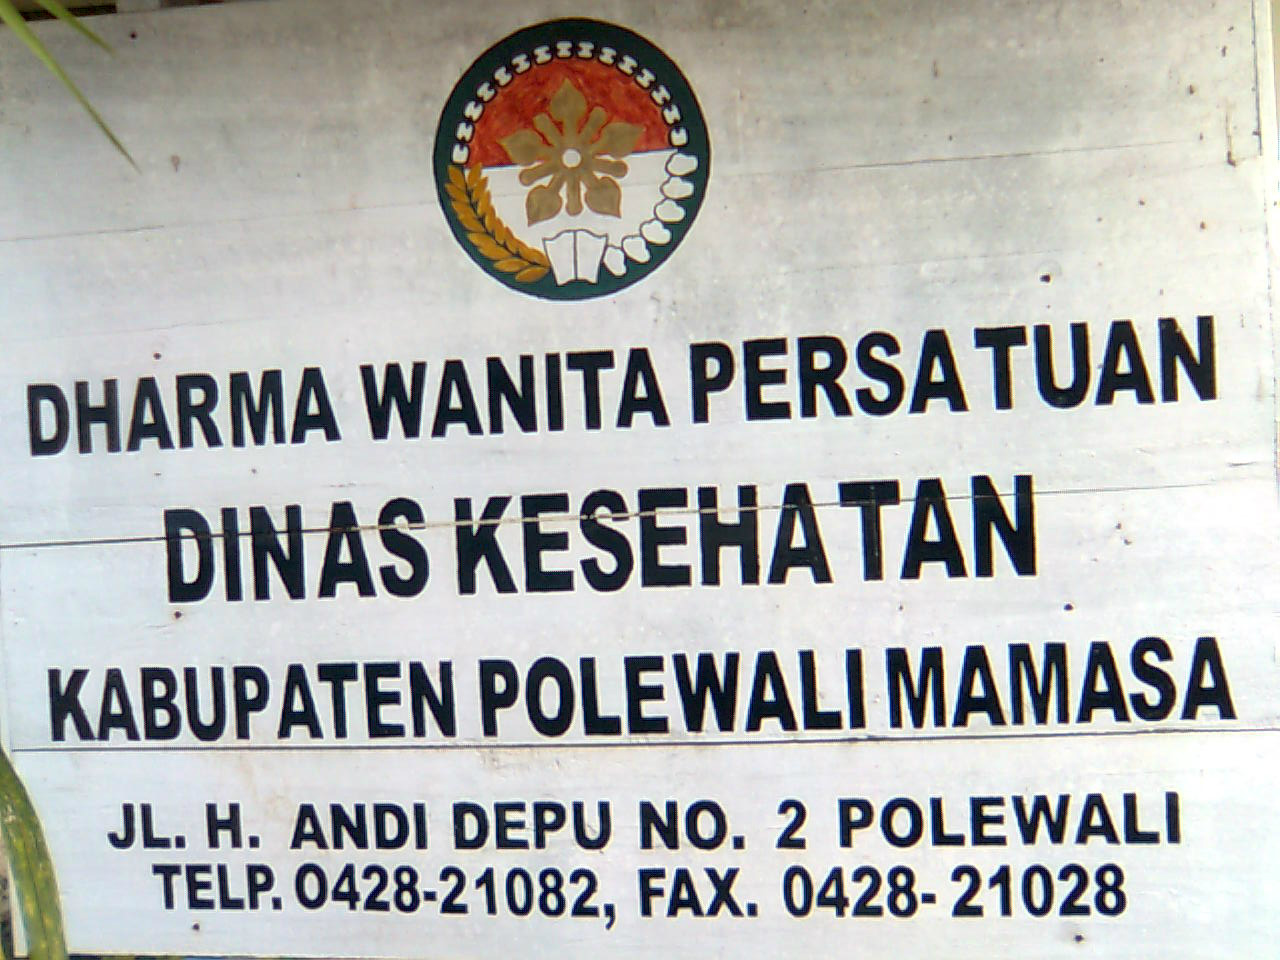 DHARMA WANITA PERSATUAN
DINAS KESEHATAN
KABUPATEN POLEWALI MAMASA
JL. H. ANDI DEPU NO. 2 POLEWALI
TELP. 0428-21082, FAX. 0428-21028